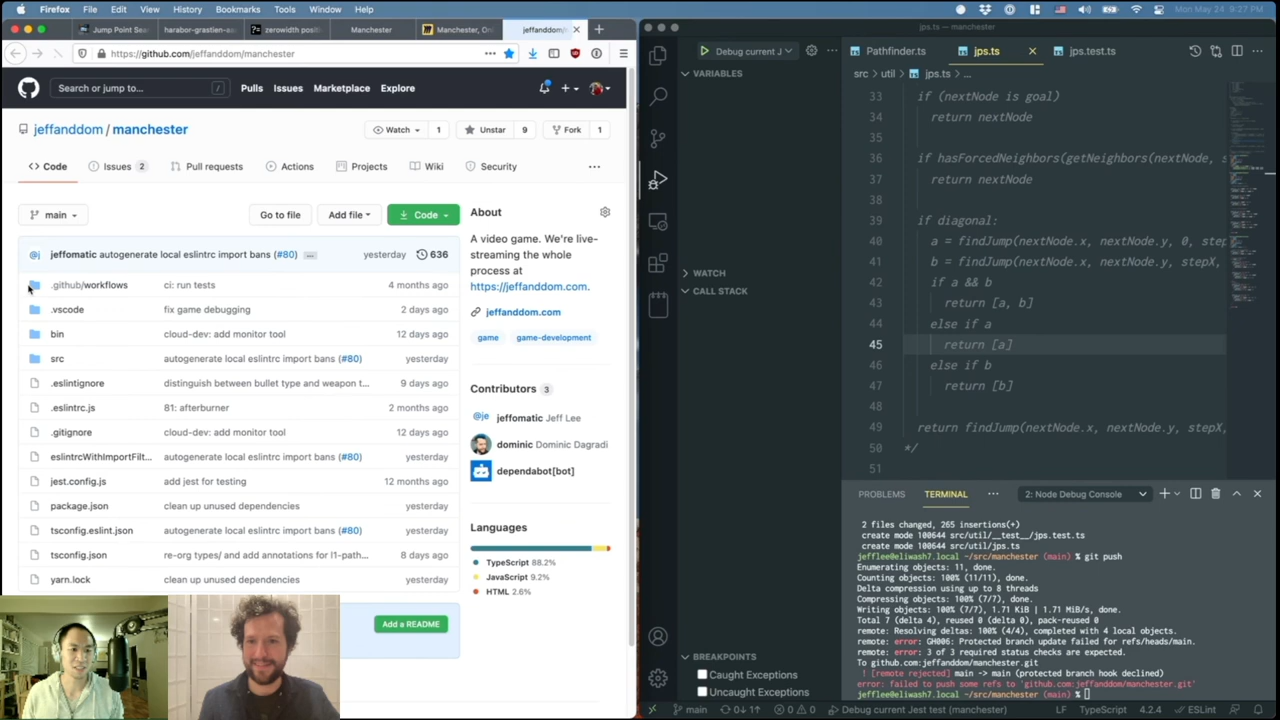 Firefox File Edit View History Bookmarks Tools Window Help
Mon May 24 9:27 PM
Jump Point Sea
harabor-grastien-aa
zerowidth posit
Manchester
Manchester, On
jeffanddom/
https://github.com/jeffanddom/manchester
Search or jump to...
/
Pulls Issues Marketplace Explore
jeffanddom / manchester
Watch 1
Unstar 9
Fork 1
Code
Issues 2
Pull requests
Actions
Projects
Wiki
Security
main
Go to file
Add file
Code
jeffomatic autogenerate local eslintrc import bans (#80) yesterday 636
.github/workflows ci: run tests 4 months ago
.vscode fix game debugging 2 days ago
bin cloud-dev: add monitor tool 12 days ago
src autogenerate local eslintrc import bans (#80) yesterday
.eslintignore distinguish between bullet type and weapon t... 9 days ago
.eslintrc.js 81: afterburner 2 months ago
.gitignore cloud-dev: add monitor tool 12 days ago
eslintrcWithImportFilt... autogenerate local eslintrc import bans (#80) yesterday
jest.config.js add jest for testing 12 months ago
package.json clean up unused dependencies yesterday
tsconfig.eslint.json autogenerate local eslintrc import bans (#80) yesterday
tsconfig.json re-org types/ and add annotations for l1-path... 8 days ago
yarn.lock clean up unused dependencies yesterday
Add a README
About
A video game. We're live-
streaming the whole
process at
https://jeffanddom.com.
jeffanddom.com
game game-development
Contributors 3
@je jeffomatic Jeff Lee
dominic Dominic Dagradi
dependabot[bot]
Languages
TypeScript 88.2%
JavaScript 9.2%
HTML 2.6%
jps.ts — manchester
Debug current J
VARIABLES
WATCH
CALL STACK
BREAKPOINTS
Caught Exceptions
Uncaught Exceptions
Pathfinder.ts
jps.ts
jps.test.ts
src > util > jps.ts > ...
33 if (nextNode is goal)
34 return nextNode
35
36 if hasForcedNeighbors(getNeighbors(nextNode, s
37 return nextNode
38
39 if diagonal:
40 a = findJump(nextNode.x, nextNode.y, 0, step
41 b = findJump(nextNode.x, nextNode.y, stepX,
42 if a && b
43 return [a, b]
44 else if a
45 return [a]
46 else if b
47 return [b]
48
49 return findJump(nextNode.x, nextNode.y, stepX,
50 */
51
PROBLEMS TERMINAL ... 2: Node Debug Console
2 files changed, 265 insertions(+)
create mode 100644 src/util/__test__/jps.test.ts
create mode 100644 src/util/jps.ts
jefflee@eliwash7.local ~/src/manchester (main) % git push
Enumerating objects: 11, done.
Counting objects: 100% (11/11), done.
Delta compression using up to 8 threads
Compressing objects: 100% (7/7), done.
Writing objects: 100% (7/7), 1.71 KiB | 1.71 MiB/s, done.
Total 7 (delta 4), reused 0 (delta 0), pack-reused 0
remote: Resolving deltas: 100% (4/4), completed with 4 local objects.
remote: error: GH006: Protected branch update failed for refs/heads/main.
remote: error: 3 of 3 required status checks are expected.
To github.com:jeffanddom/manchester.git
! [remote rejected] main -> main (protected branch hook declined)
error: failed to push some refs to 'github.com:jeffanddom/manchester.git'
jefflee@eliwash7.local ~/src/manchester (main) %
main 0↓ 1↑ 0 0 Debug current Jest test (manchester) LF TypeScript 4.2.4 ESLint